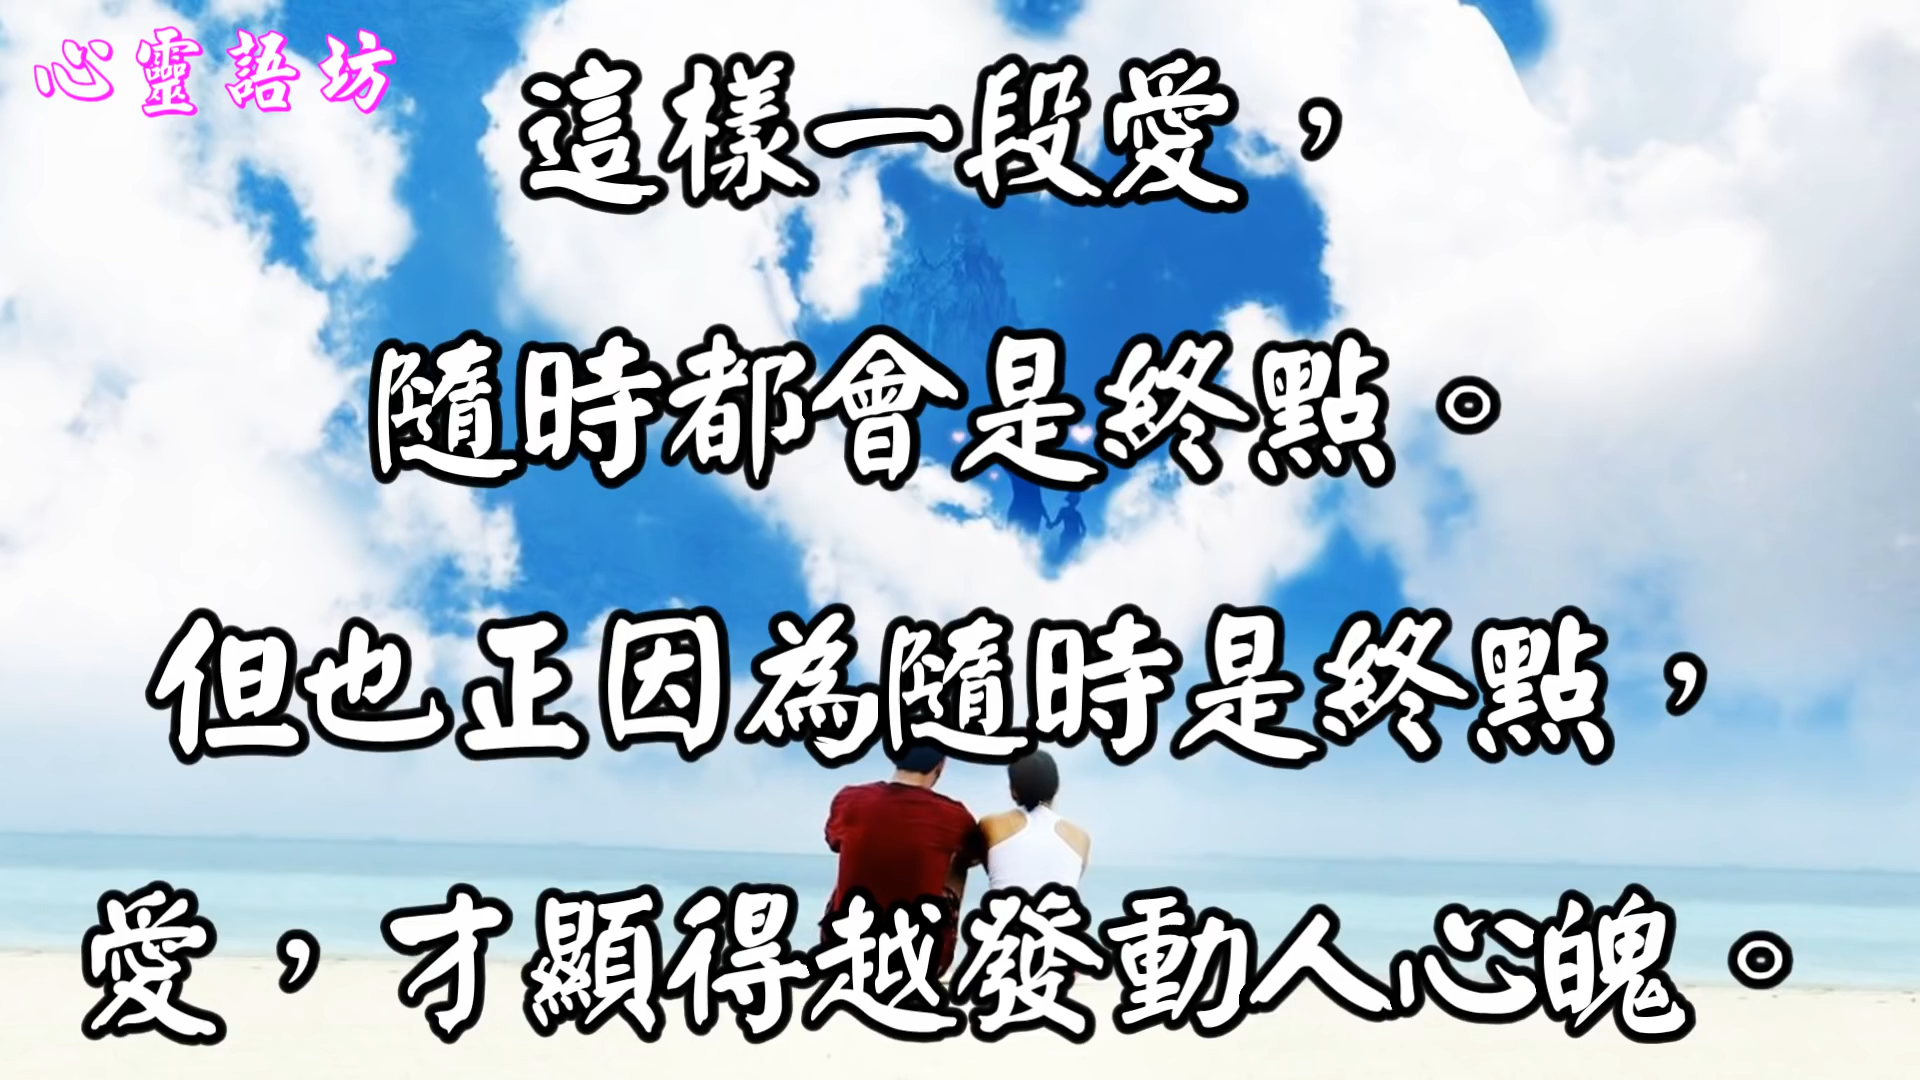 心靈語坊
這樣一段愛，
隨時都會是終點。
但也正因為隨時是終點，
愛，才顯得越發動人心魄。